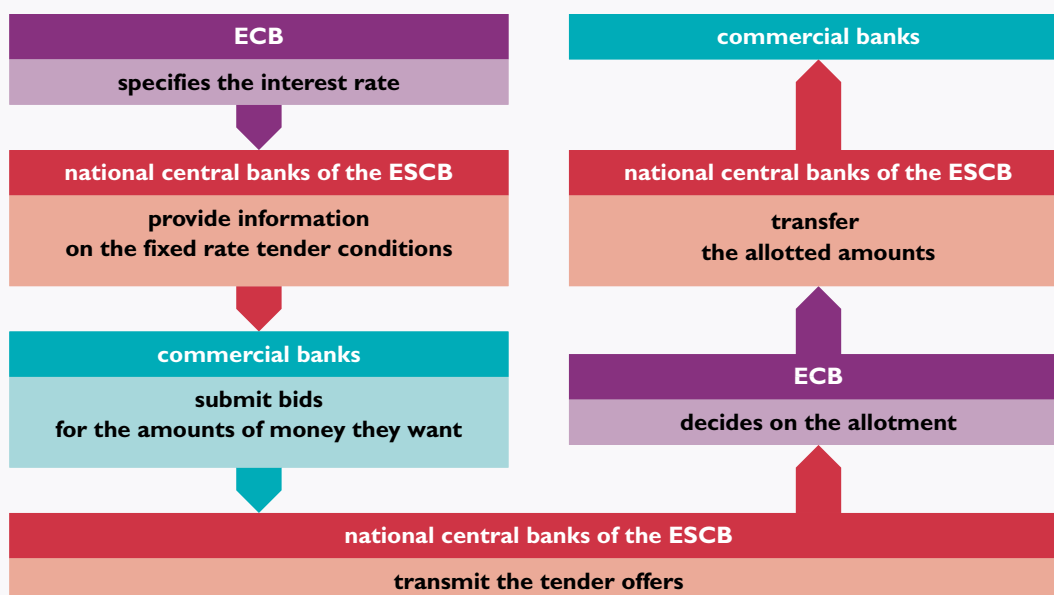 ECB
specifies the interest rate
national central banks of the ESCB
provide information
on the fixed rate tender conditions
commercial banks
submit bids
for the amounts of money they want
national central banks of the ESCB
transmit the tender offers
ECB
decides on the allotment
national central banks of the ESCB
transfer
the allotted amounts
commercial banks